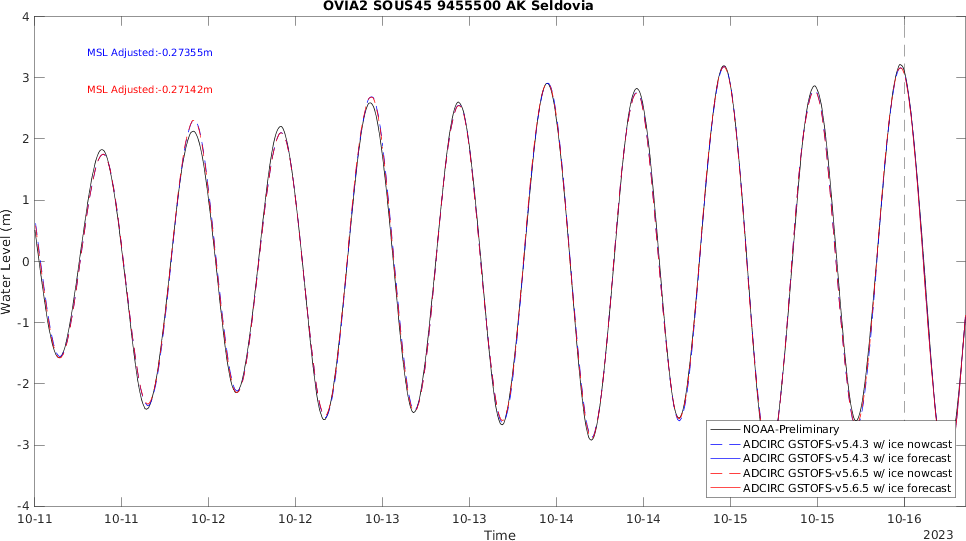 OVIA2 SOUS45 9455500 AK Seldovia
MSL Adjusted:-0.27355m
MSL Adjusted:-0.27142m
4
3
2
1
0
-1
-2
-3
-4
Water Level (m)
NOAA-Preliminary
ADCIRC GSTOFS-v5.4.3 w/ ice nowcast
ADCIRC GSTOFS-v5.4.3 w/ ice forecast
ADCIRC GSTOFS-v5.6.5 w/ ice nowcast
ADCIRC GSTOFS-v5.6.5 w/ ice forecast
10-11 10-11 10-12 10-12 10-13 10-13 10-14 10-14 10-15 10-15 10-16
Time
2023